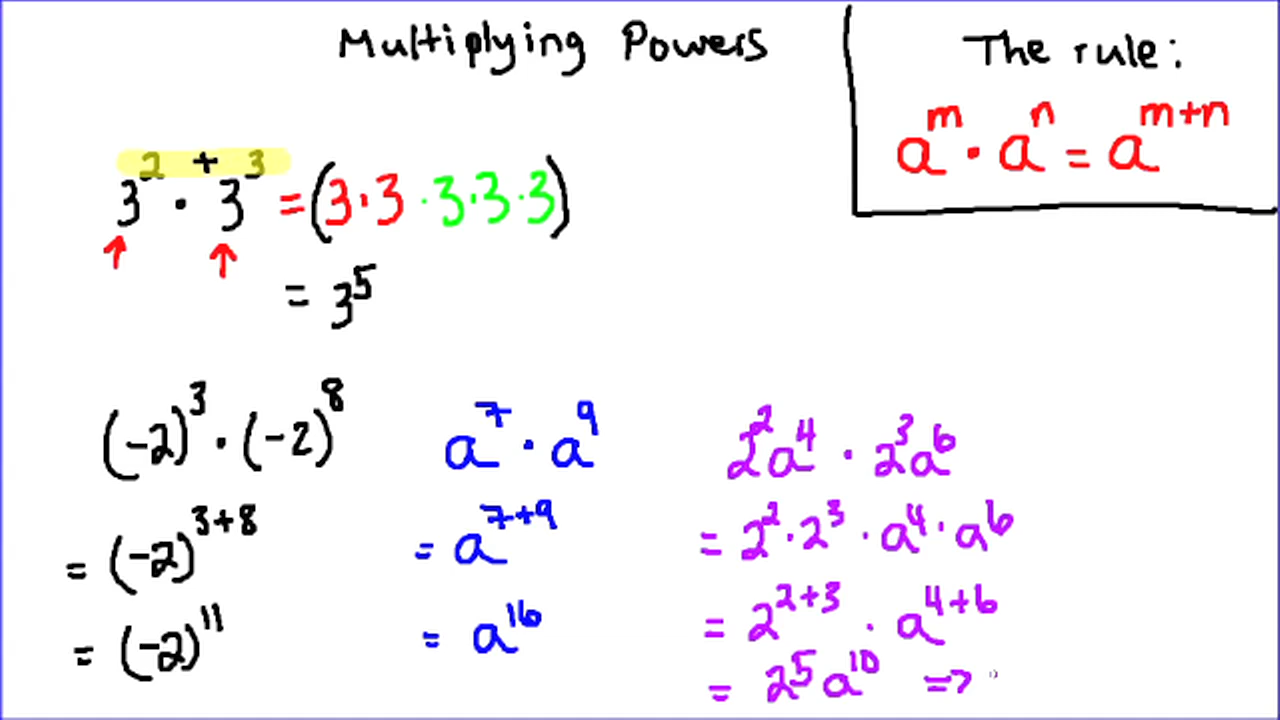 Multiplying Powers
The rule:
a^m · a^n = a^(m+n)
3^2 + · 3^3 = (3·3·3·3·3)
= 3^5
(-2)^3 · (-2)^8
= (-2)^(3+8)
= (-2)^11
a^7 · a^9
= a^(7+9)
= a^16
2^2a^4 · 2^3a^6
= 2^2·2^3 · a^4·a^6
= 2^(2+3) · a^(4+6)
= 2^5a^10 =>